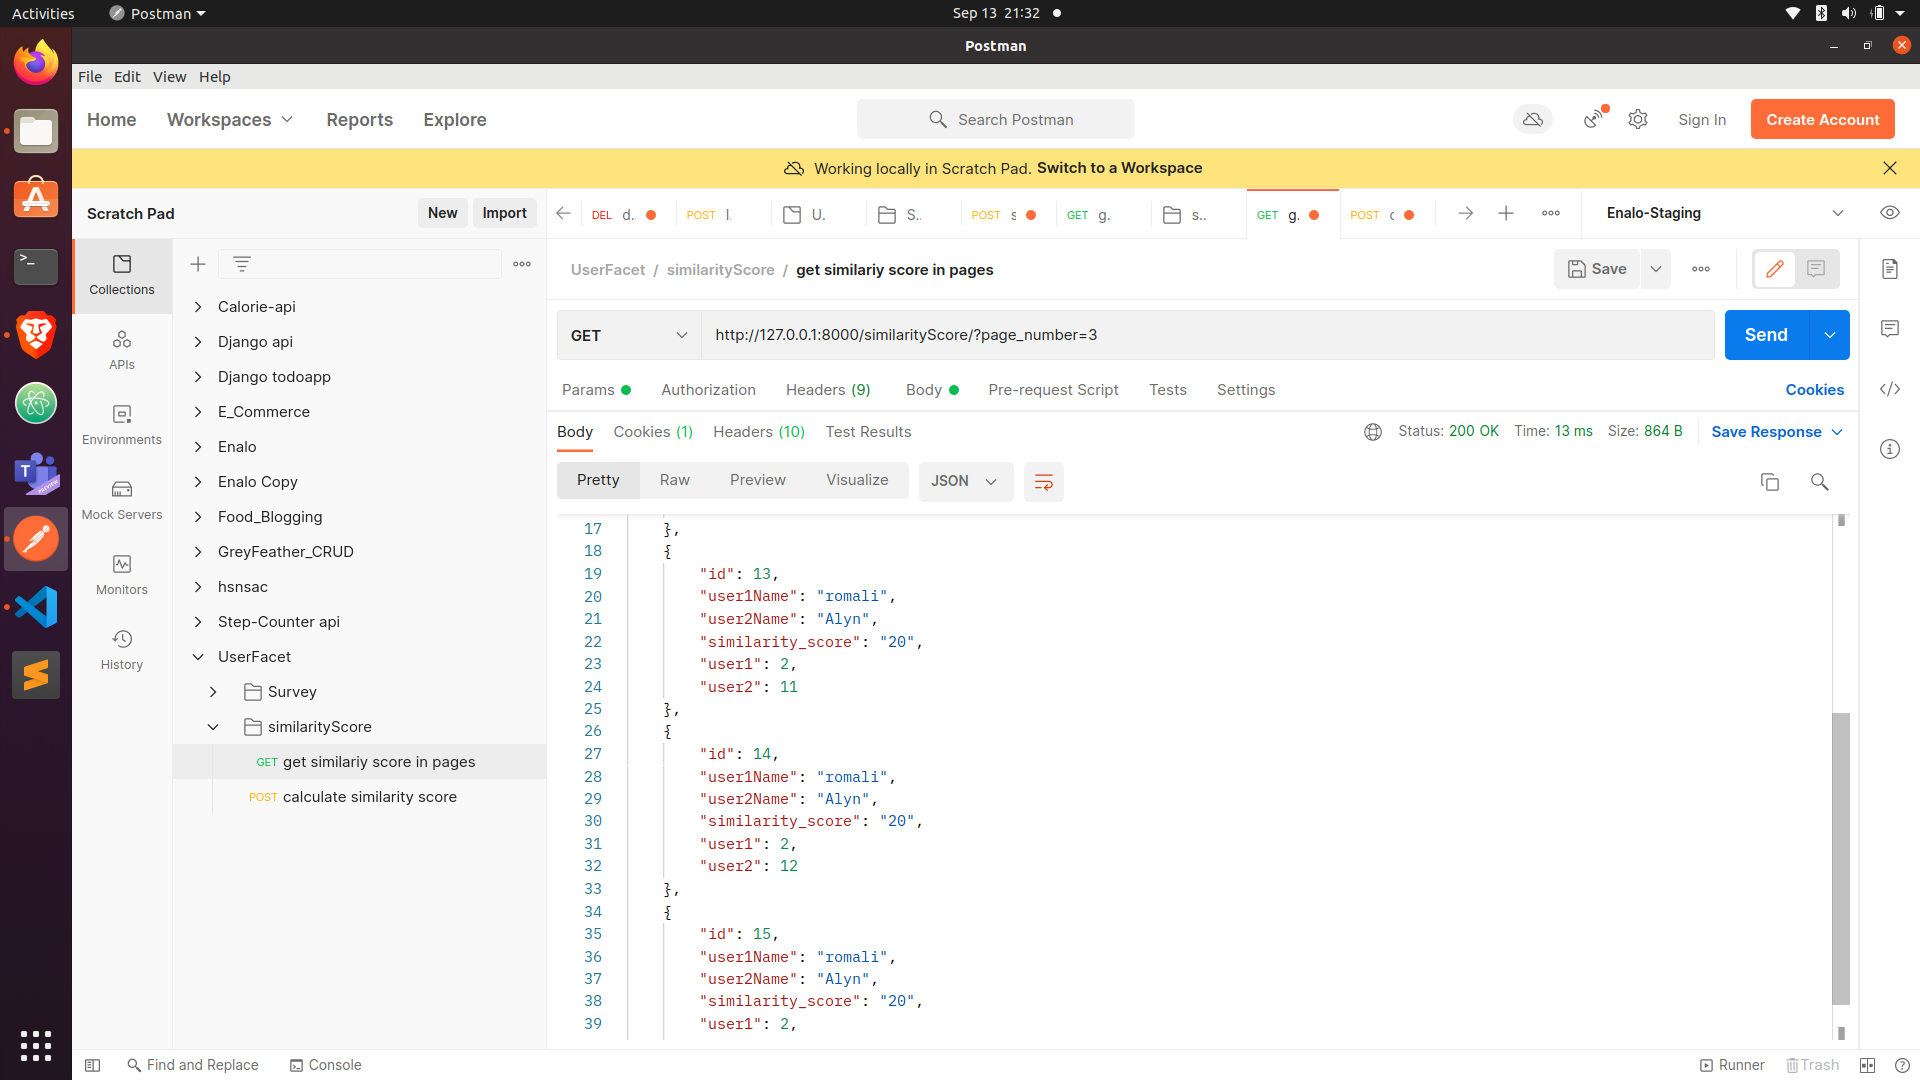 Activities Postman Sep 13 21:32
Postman
File Edit View Help
Home Workspaces Reports Explore Search Postman Sign In Create Account
Working locally in Scratch Pad. Switch to a Workspace
Scratch Pad New Import DEL d. POST l U. S. POST s GET g. s.. GET g. POST c Enalo-Staging
Collections
APIs
Environments
Mock Servers
Monitors
History
Calorie-api
Django api
Django todoapp
E_Commerce
Enalo
Enalo Copy
Food_Blogging
GreyFeather_CRUD
hsnsac
Step-Counter api
UserFacet
Survey
similarityScore
GET get similariy score in pages
POST calculate similarity score
UserFacet / similarityScore / get similariy score in pages Save
GET http://127.0.0.1:8000/similarityScore/?page_number=3 Send
Params Authorization Headers (9) Body Pre-request Script Tests Settings Cookies
Body Cookies (1) Headers (10) Test Results Status: 200 OK Time: 13 ms Size: 864 B Save Response
Pretty Raw Preview Visualize JSON
17 },
18 {
19 "id": 13,
20 "user1Name": "romali",
21 "user2Name": "Alyn",
22 "similarity_score": "20",
23 "user1": 2,
24 "user2": 11
25 },
26 {
27 "id": 14,
28 "user1Name": "romali",
29 "user2Name": "Alyn",
30 "similarity_score": "20",
31 "user1": 2,
32 "user2": 12
33 },
34 {
35 "id": 15,
36 "user1Name": "romali",
37 "user2Name": "Alyn",
38 "similarity_score": "20",
39 "user1": 2,
Find and Replace Console Runner Trash